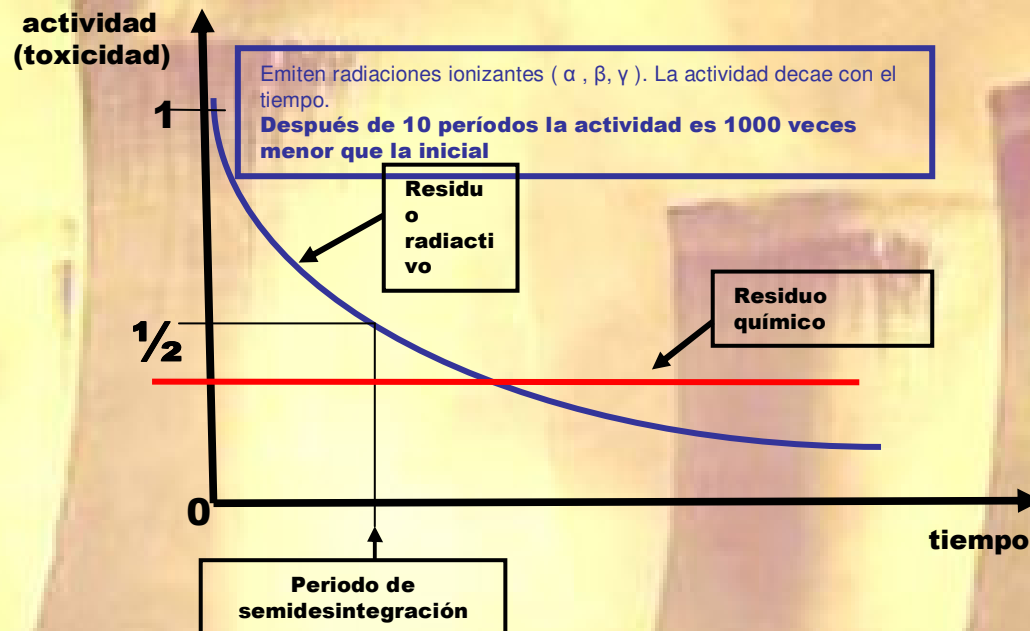 actividad
(toxicidad)
Emiten radiaciones ionizantes ( α , β, γ ). La actividad decae con el
tiempo.
Después de 10 períodos la actividad es 1000 veces
menor que la inicial
1
Residu
o
radiacti
vo
Residuo
químico
½
0
tiempo
Periodo de
semidesintegración